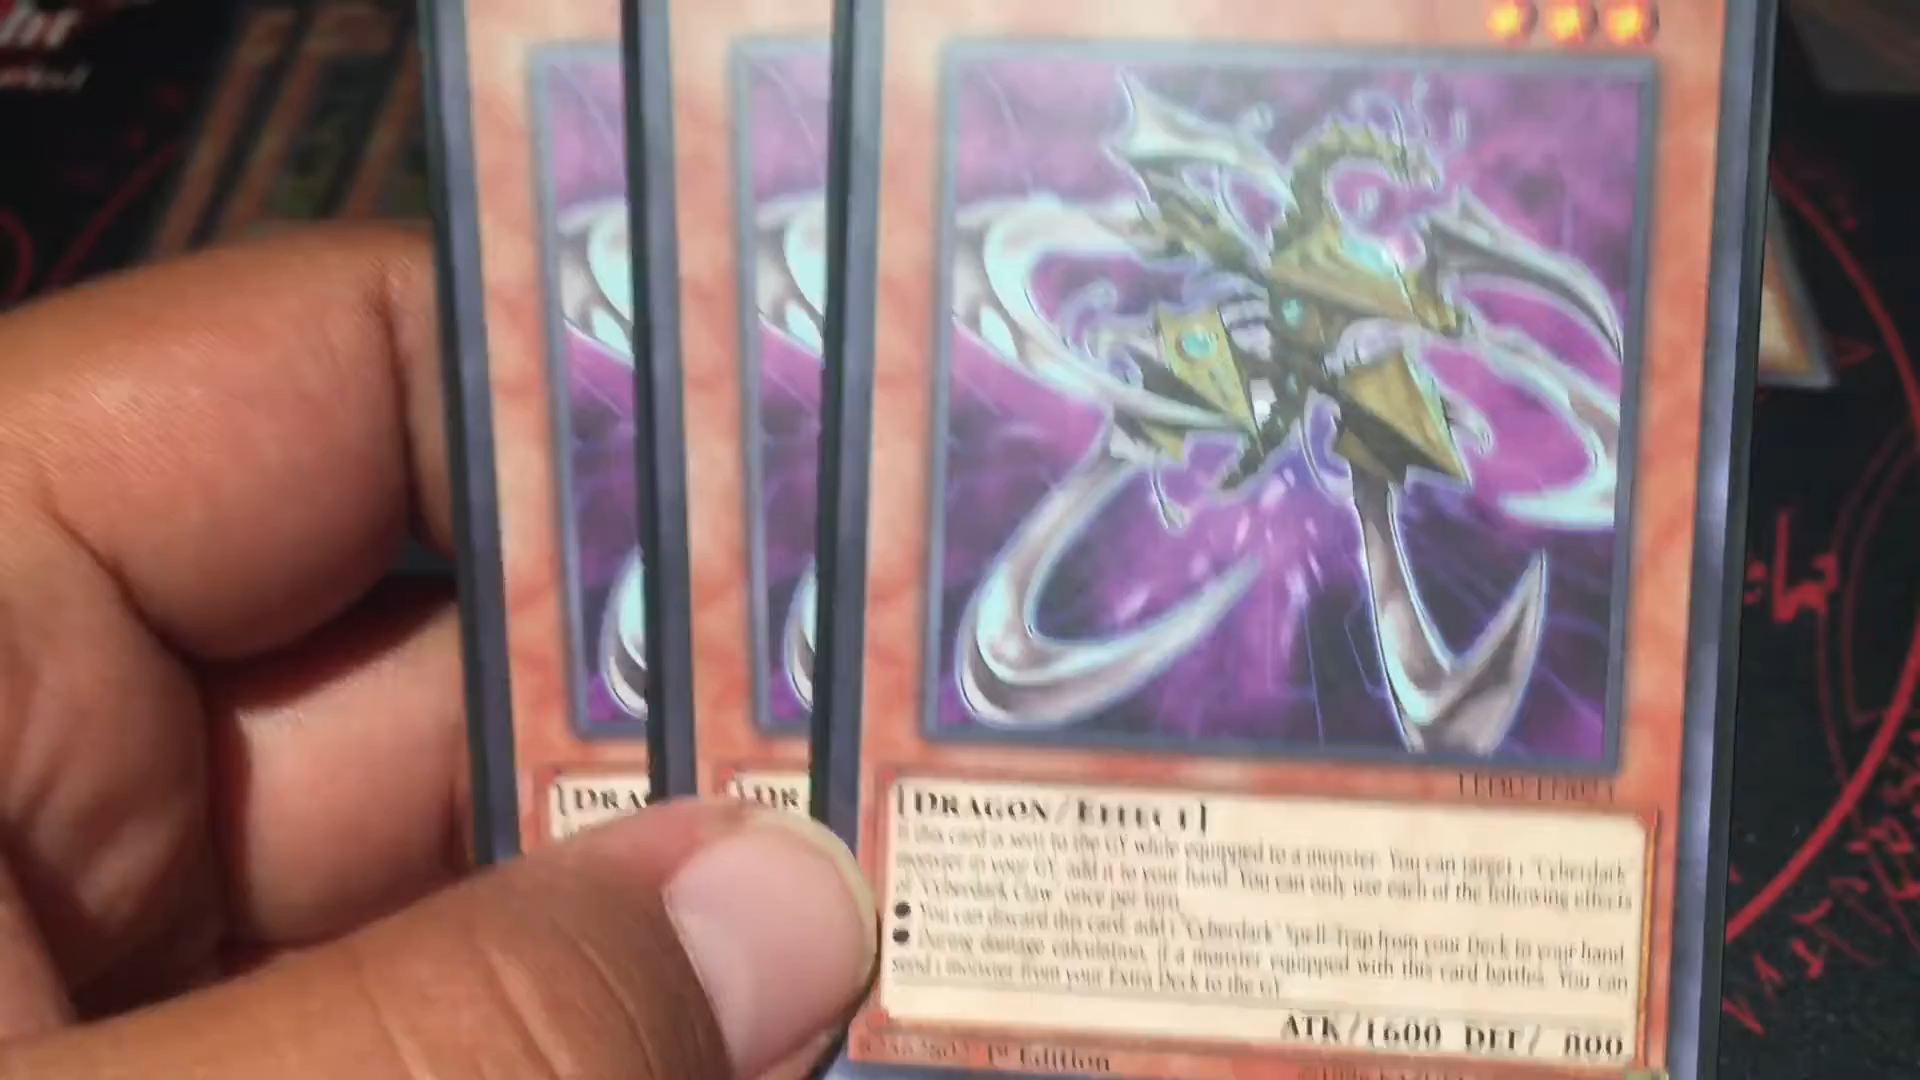 [DRAGON/EFFECT]
If this card is sent to the GY while equipped to a monster: You can target 1 "Cyberdark"
monster in your GY; add it to your hand. You can only use each of the following effects
of "Cyberdark Claw" once per turn.
● You can discard this card; add 1 "Cyberdark" Spell/Trap from your Deck to your hand.
● During damage calculation, if a monster equipped with this card battles: You can
send 1 monster from your Extra Deck to the GY.
ATK/1600 DEF/ 800
1st Edition
[DRA
[DR